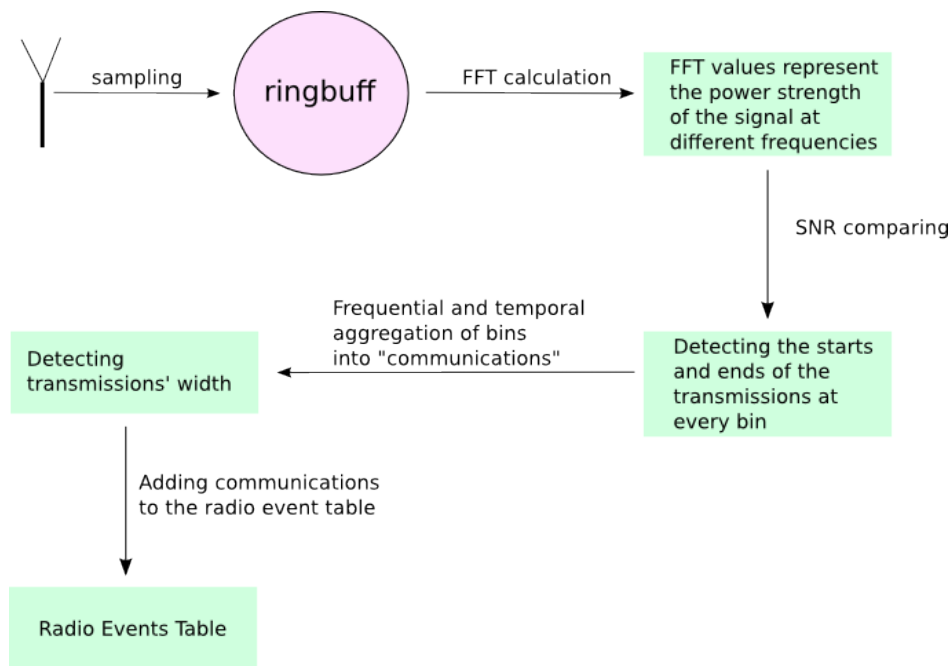 sampling
ringbuff
FFT calculation
FFT values represent
the power strength
of the signal at
different frequencies
SNR comparing
Detecting the starts
and ends of the
transmissions at
every bin
Frequential and temporal
aggregation of bins
into "communications"
Detecting
transmissions' width
Adding communications
to the radio event table
Radio Events Table